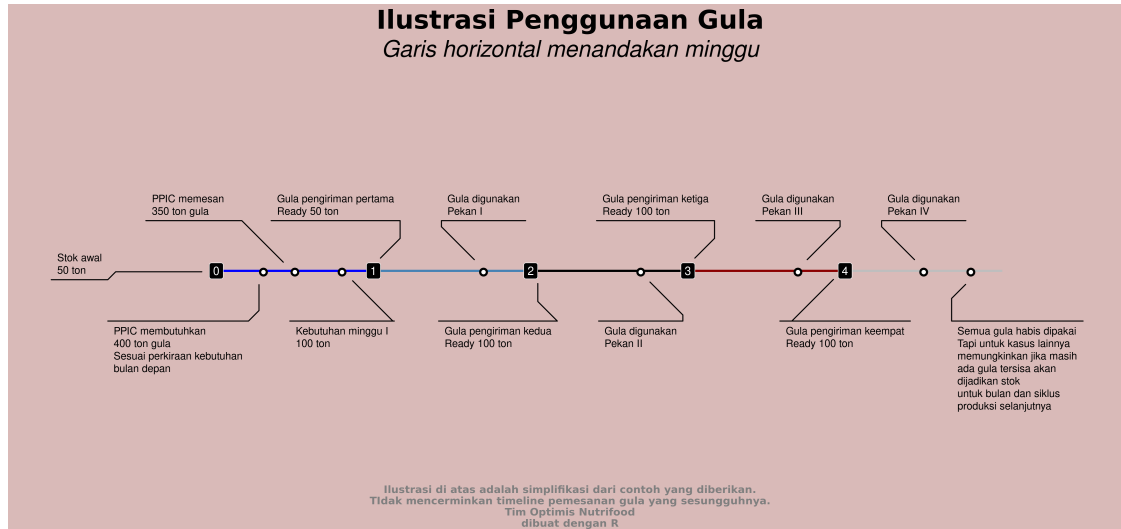 Ilustrasi Penggunaan Gula
Garis horizontal menandakan minggu
PPIC memesan
350 ton gula
Gula pengiriman pertama
Ready 50 ton
Gula digunakan
Pekan I
Gula pengiriman ketiga
Ready 100 ton
Gula digunakan
Pekan III
Gula digunakan
Pekan IV
Stok awal
50 ton
0
1
2
3
4
PPIC membutuhkan
400 ton gula
Sesuai perkiraan kebutuhan
bulan depan
Kebutuhan minggu I
100 ton
Gula pengiriman kedua
Ready 100 ton
Gula digunakan
Pekan II
Gula pengiriman keempat
Ready 100 ton
Semua gula habis dipakai
Tapi untuk kasus lainnya
memungkinkan jika masih
ada gula tersisa akan
dijadikan stok
untuk bulan dan siklus
produksi selanjutnya
Ilustrasi di atas adalah simplifikasi dari contoh yang diberikan.
TIdak mencerminkan timeline pemesanan gula yang sesungguhnya.
Tim Optimis Nutrifood
dibuat dengan R